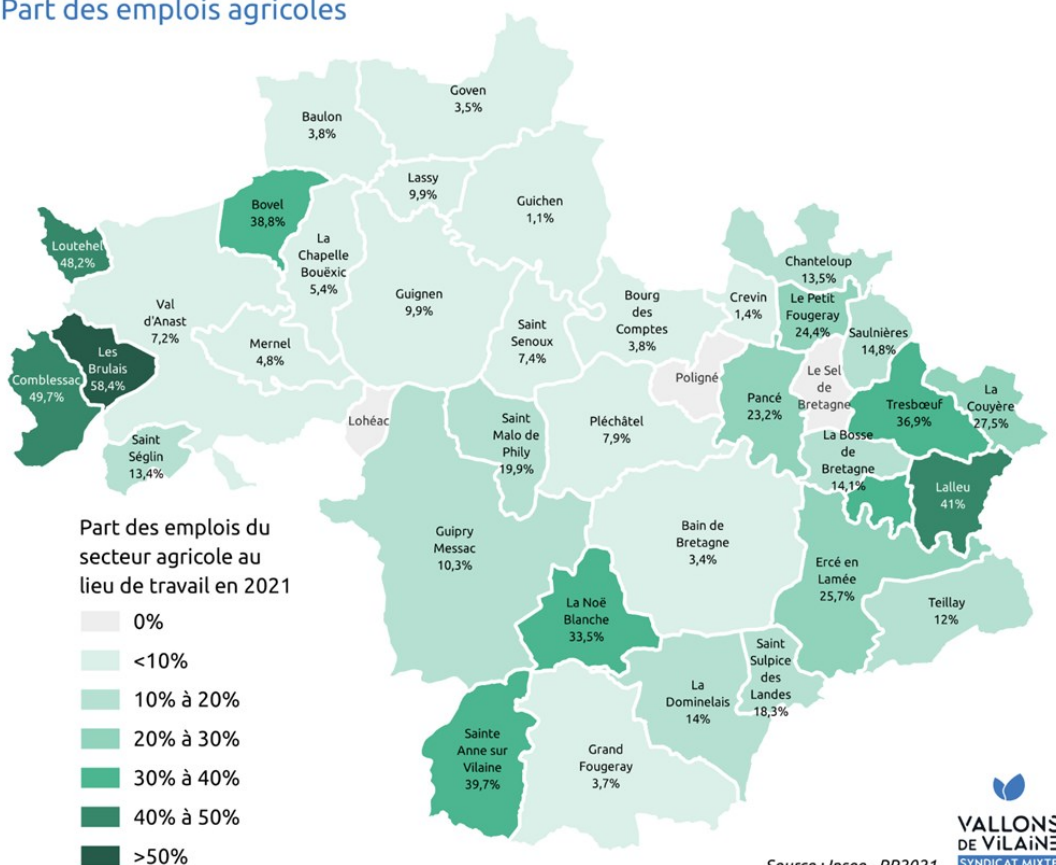 Part des emplois agricoles
Goven
3,5%
Baulon
3,8%
Lassy
9,9%
Guichen
1,1%
Bovel
38,8%
Loutehel
48,2%
La
Chapelle
Bouëxic
5,4%
Chanteloup
13,5%
Guignen
9,9%
Bourg
des
Comptes
3,8%
Crevin
1,4%
Le Petit
Fougeray
24,4%
Val
d'Anast
7,2%
Saint
Senoux
7,4%
Saulnières
14,8%
Mernel
4,8%
Les
Brulais
58,4%
Comblessac
49,7%
Poligné
Le Sel
de
Bretagne
Pancé
23,2%
Tresbœuf
36,9%
La
Couyère
27,5%
Lohéac
Saint
Malo de
Phily
19,9%
Pléchâtel
7,9%
Saint
Séglin
13,4%
La Bosse
de
Bretagne
14,1%
Lalleu
41%
Guipry
Messac
10,3%
Bain de
Bretagne
3,4%
Ercé en
Lamée
25,7%
La Noë
Blanche
33,5%
Teillay
12%
Saint
Sulpice
des
Landes
18,3%
La
Dominelais
14%
Sainte
Anne sur
Vilaine
39,7%
Grand
Fougeray
3,7%
Part des emplois du
secteur agricole au
lieu de travail en 2021
0%
<10%
10% à 20%
20% à 30%
30% à 40%
40% à 50%
>50%
VALLONS
DE ViLAiNE
SYNDICAT MIXTE
Source : Insee - RP2021